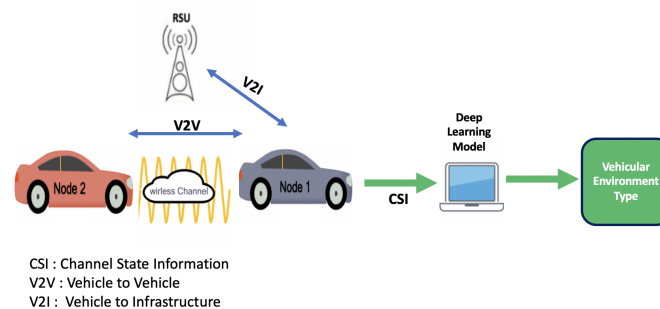 RSU
V2I
V2V
Node 2
wirless Channel
Node 1
CSI
Deep
Learning
Model
Vehicular
Environment
Type
CSI : Channel State Information
V2V : Vehicle to Vehicle
V2I : Vehicle to Infrastructure